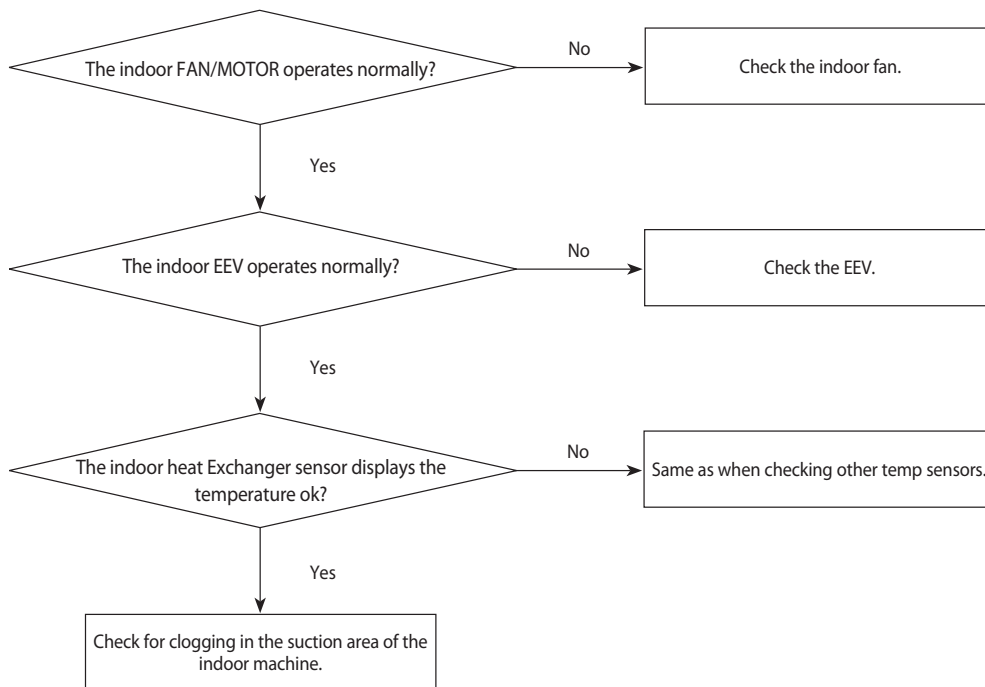 The indoor FAN/MOTOR operates normally?
No
Check the indoor fan.
Yes
The indoor EEV operates normally?
No
Check the EEV.
Yes
The indoor heat Exchanger sensor displays the
temperature ok?
No
Same as when checking other temp sensors.
Yes
Check for clogging in the suction area of the
indoor machine.